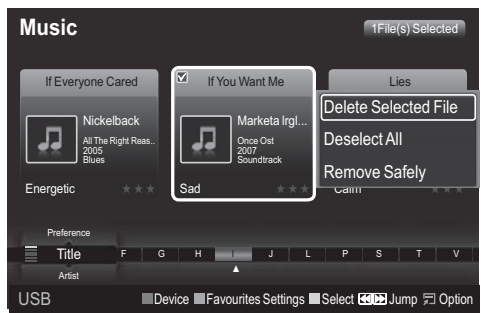 Music
1File(s) Selected
If Everyone Cared
If You Want Me
Lies
Nickelback
All The Right Reas..
2005
Blues
Energetic
Marketa Irgl...
Once Ost
2007
Soundtrack
Sad
Calm
Delete Selected File
Deselect All
Remove Safely
Preference
Title
F G H I J L P S T V
Artist
USB
Device Favourites Settings Select Jump Option